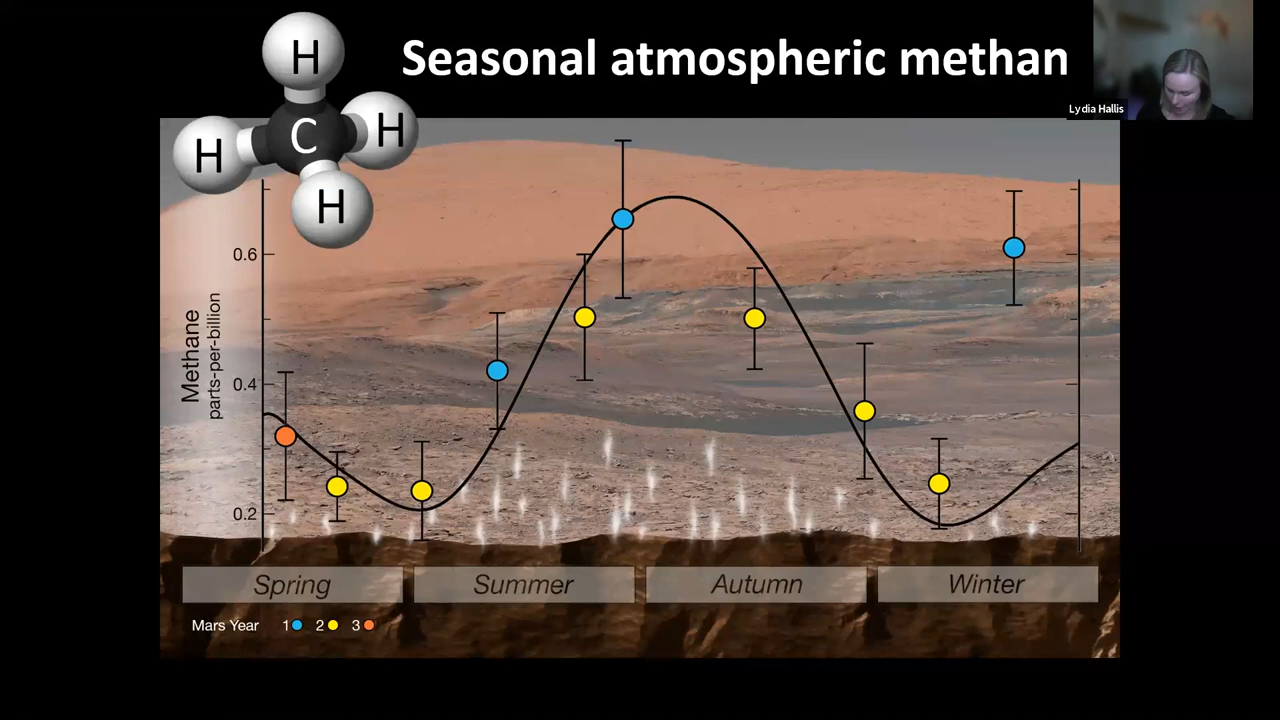 Seasonal atmospheric methan
Lydia Hallis
H
H
C
H
H
Methane
parts-per-billion
0.6
0.4
0.2
Spring
Summer
Autumn
Winter
Mars Year 1 2 3